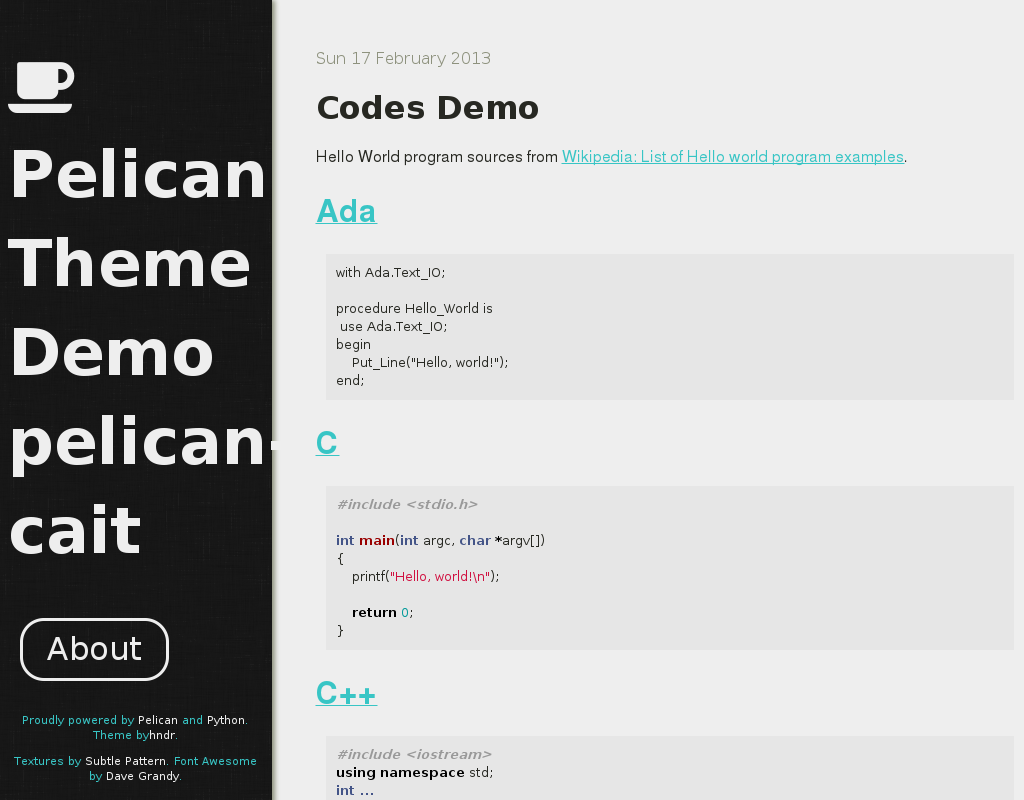 Pelican
Theme
Demo
pelican-
cait
About
Proudly powered by Pelican and Python.
Theme byhndr.
Textures by Subtle Pattern. Font Awesome
by Dave Grandy.
Sun 17 February 2013
Codes Demo
Hello World program sources from Wikipedia: List of Hello world program examples.
Ada
with Ada.Text_IO;
procedure Hello_World is
use Ada.Text_IO;
begin
Put_Line("Hello, world!");
end;
C
#include <stdio.h>
int main(int argc, char *argv[])
{
printf("Hello, world!\n");
return 0;
}
C++
#include <iostream>
using namespace std;
int ...